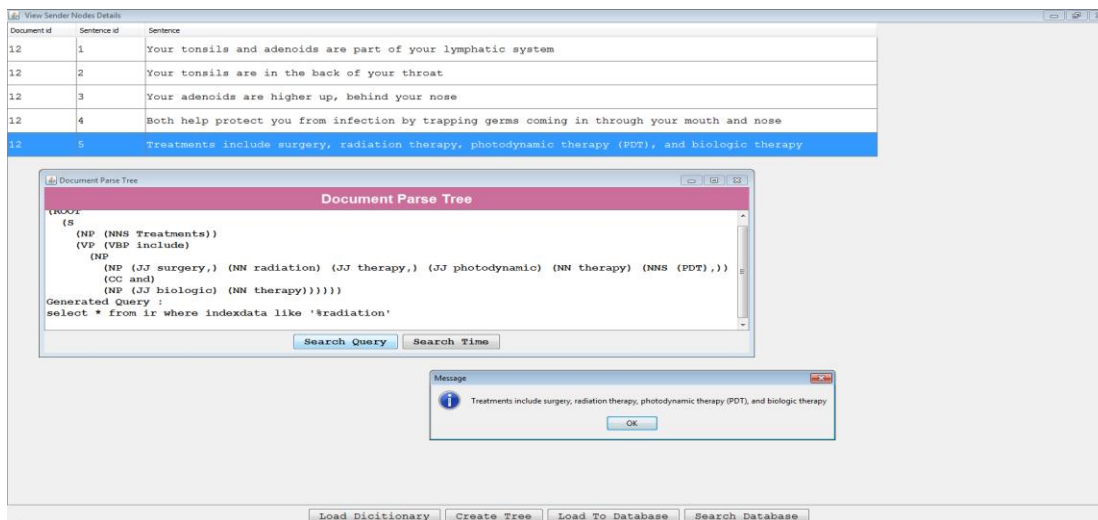 View Sender Nodes Details
Document id Sentence id Sentence
12 1 Your tonsils and adenoids are part of your lymphatic system
12 2 Your tonsils are in the back of your throat
12 3 Your adenoids are higher up, behind your nose
12 4 Both help protect you from infection by trapping germs coming in through your mouth and nose
12 5 Treatments include surgery, radiation therapy, photodynamic therapy (PDT), and biologic therapy
Document Parse Tree
Document Parse Tree
(ROOT
(S
(NP (NNS Treatments))
(VP (VBP include)
(NP
(NP (JJ surgery,) (NN radiation) (JJ therapy,) (JJ photodynamic) (NN therapy) (NNS (PDT),))
(CC and)
(NP (JJ biologic) (NN therapy))))))
Generated Query :
select * from ir where indexdata like '%radiation'
Search Query Search Time
Message
Treatments include surgery, radiation therapy, photodynamic therapy (PDT), and biologic therapy
OK
Load Dicitionary Create Tree Load To Database Search Database